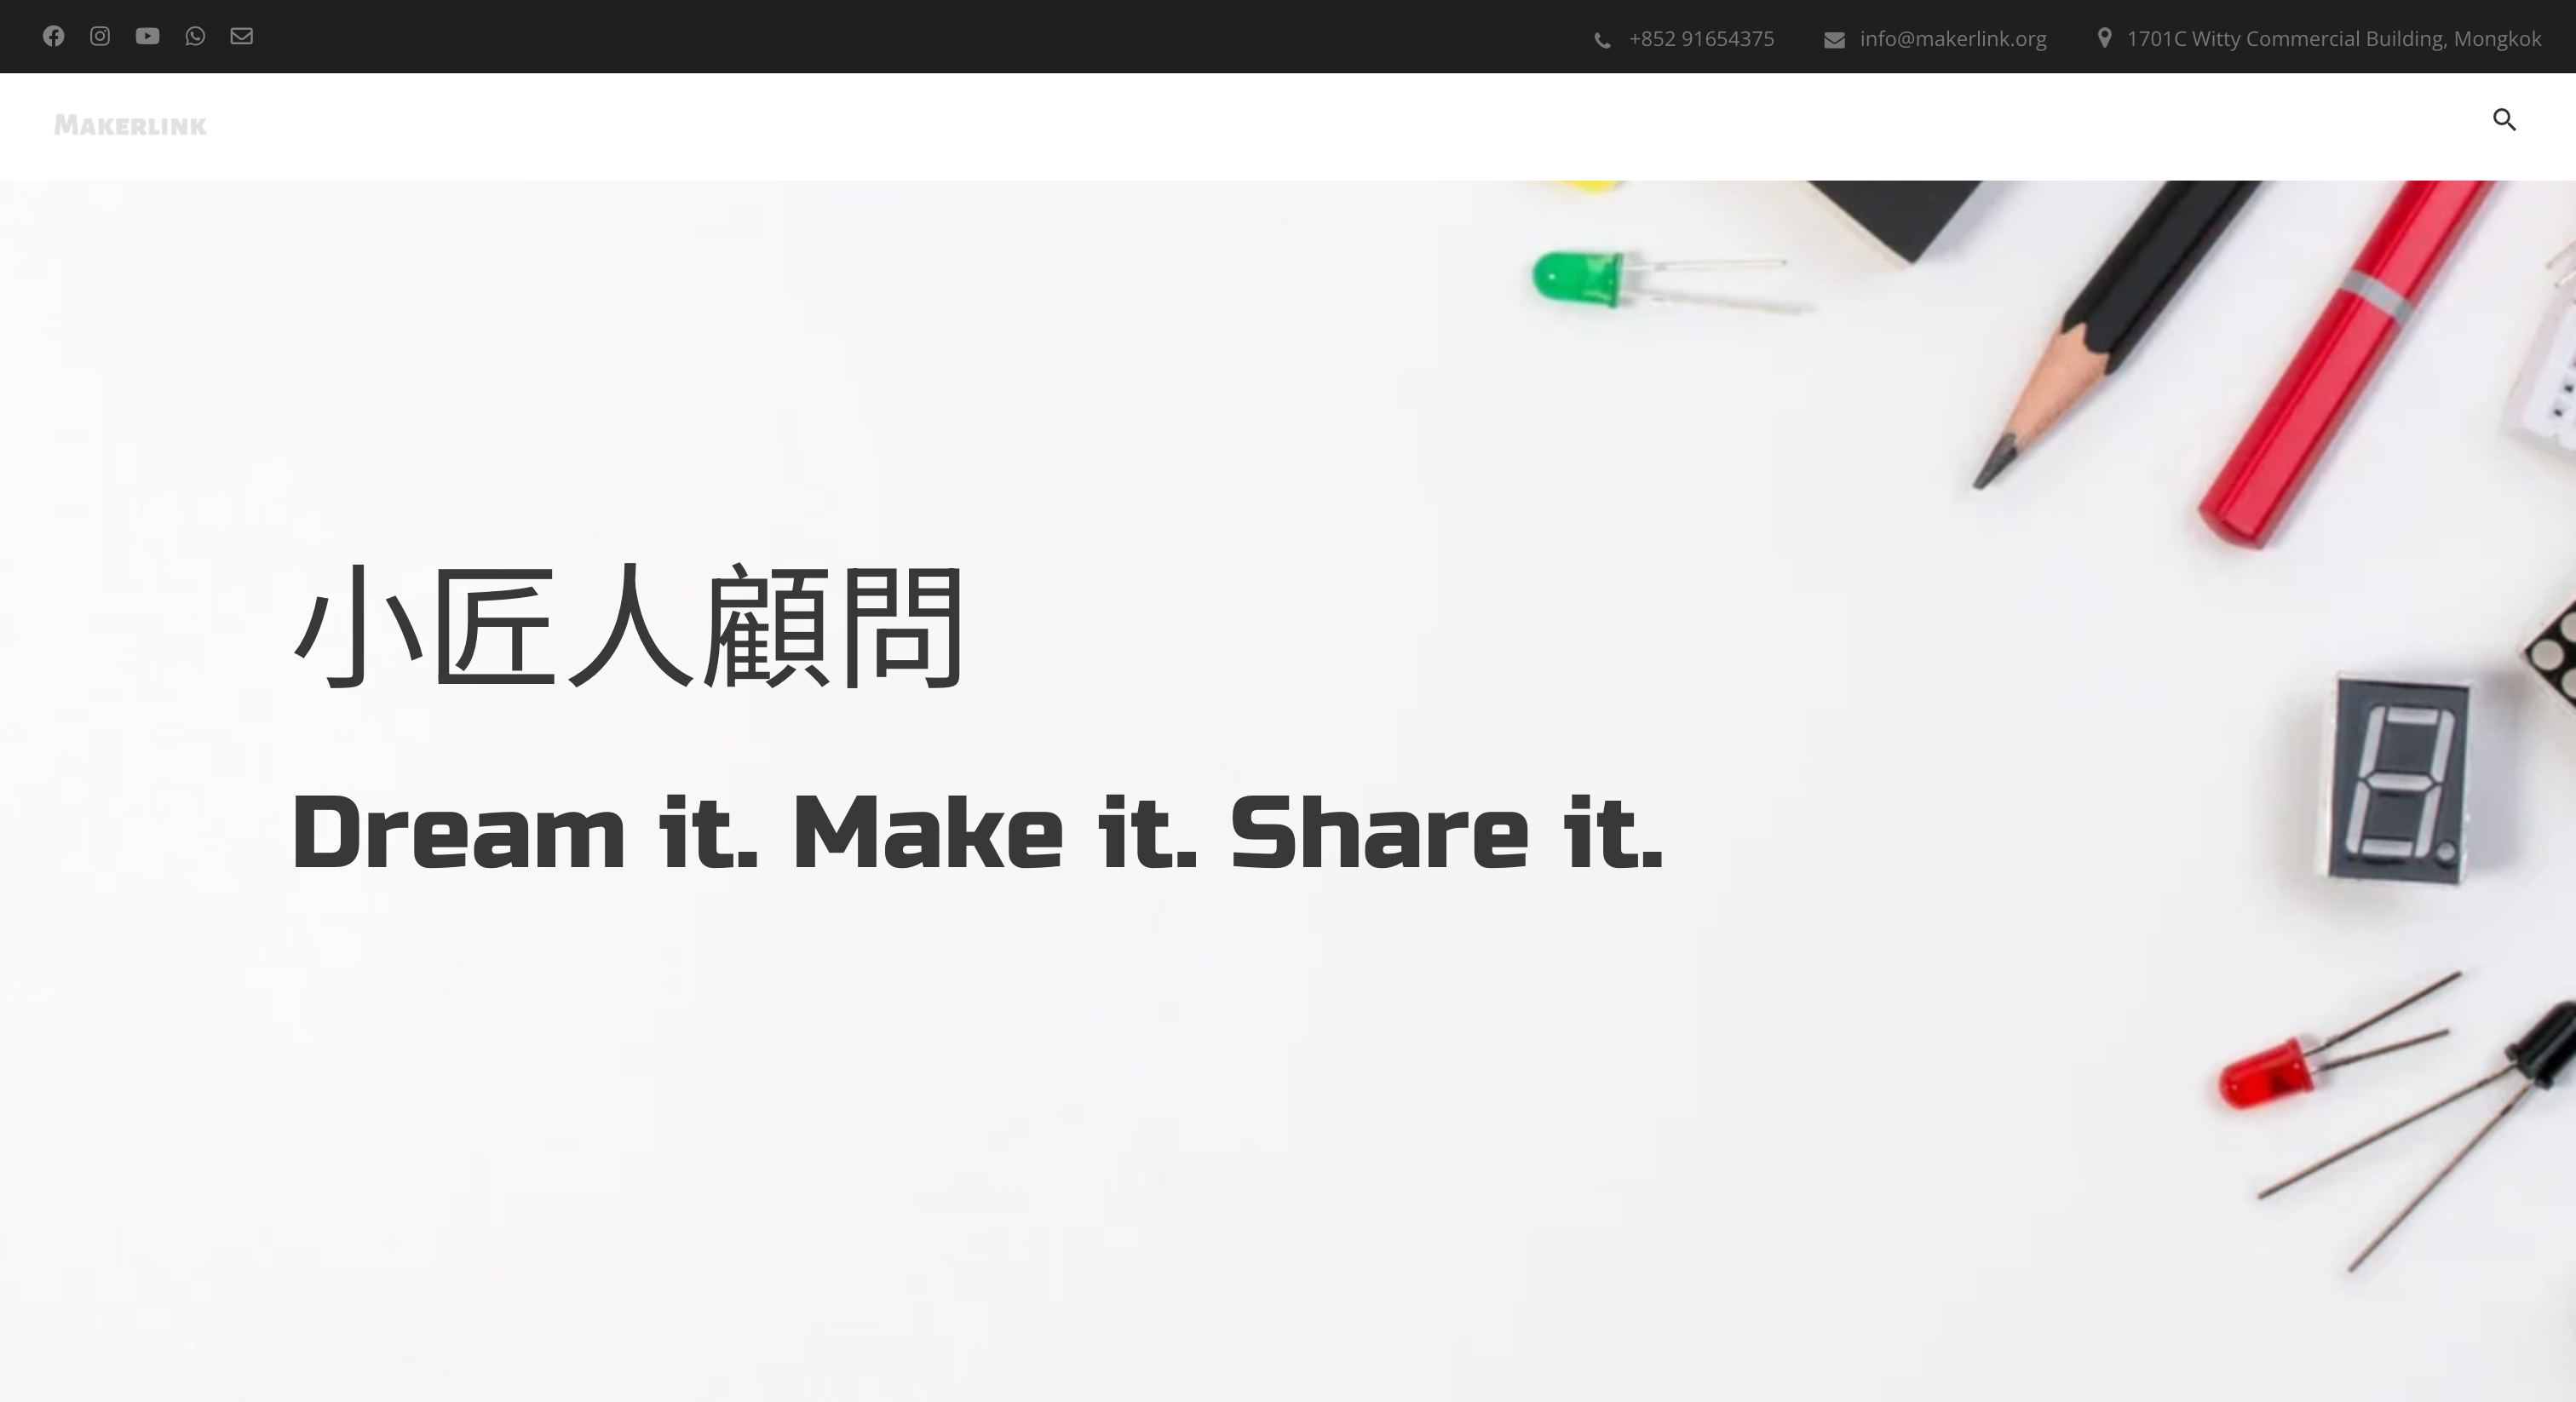 +852 91654375 info@makerlink.org 1701C Witty Commercial Building, Mongkok
MAKERLINK
小匠人顧問
Dream it. Make it. Share it.